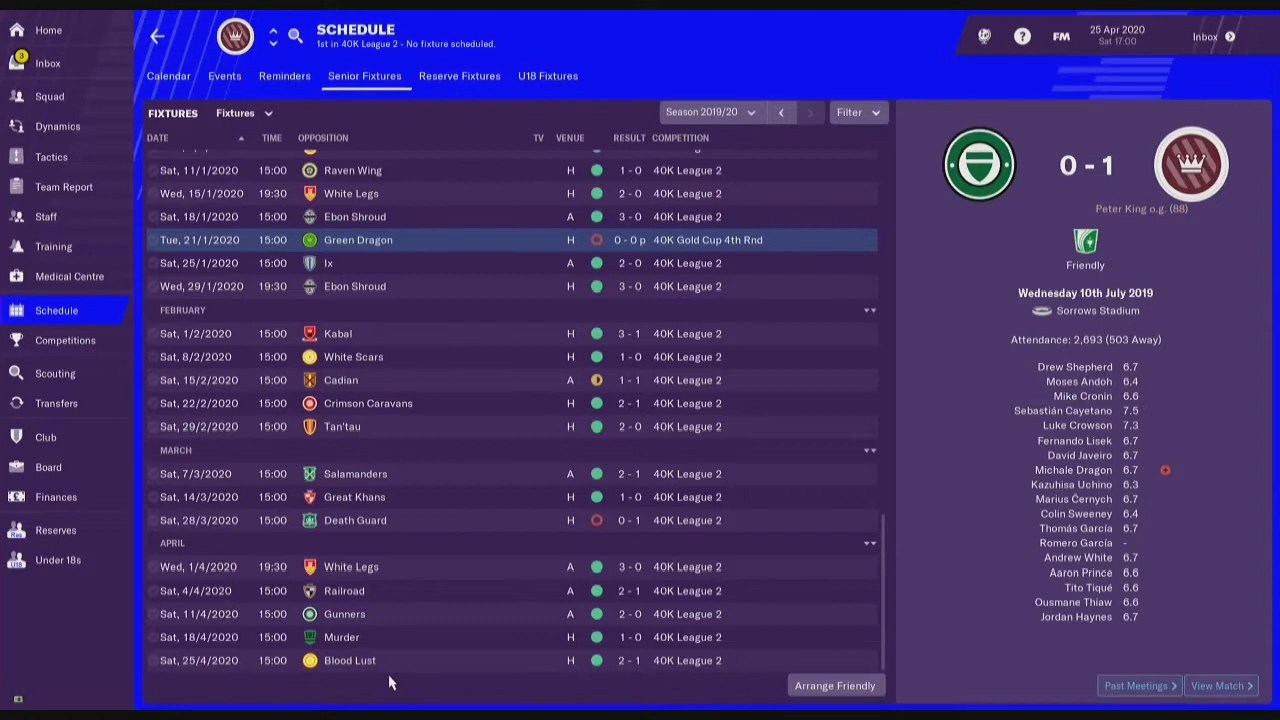 Home
Inbox
3
Squad
Dynamics
Tactics
Team Report
Staff
Training
Medical Centre
Schedule
Competitions
Scouting
Transfers
Club
Board
Finances
Res
Reserves
U18
Under 18s
SCHEDULE
1st in 40K League 2 - No fixture scheduled.
FM
25 Apr 2020
Sat 17:00
Inbox
Calendar Events Reminders Senior Fixtures Reserve Fixtures U18 Fixtures
FIXTURES Fixtures Season 2019/20 Filter
DATE TIME OPPOSITION TV VENUE RESULT COMPETITION
Sat, 11/1/2020 15:00 Raven Wing H 1 - 0 40K League 2
Wed, 15/1/2020 19:30 White Legs H 2 - 0 40K League 2
Sat, 18/1/2020 15:00 Ebon Shroud A 3 - 0 40K League 2
Tue, 21/1/2020 15:00 Green Dragon H 0 - 0 p 40K Gold Cup 4th Rnd
Sat, 25/1/2020 15:00 Ix A 2 - 0 40K League 2
Wed, 29/1/2020 19:30 Ebon Shroud H 3 - 0 40K League 2
FEBRUARY
Sat, 1/2/2020 15:00 Kabal H 3 - 1 40K League 2
Sat, 8/2/2020 15:00 White Scars H 1 - 0 40K League 2
Sat, 15/2/2020 15:00 Cadian A 1 - 1 40K League 2
Sat, 22/2/2020 15:00 Crimson Caravans H 2 - 1 40K League 2
Sat, 29/2/2020 15:00 Tan'tau H 2 - 0 40K League 2
MARCH
Sat, 7/3/2020 15:00 Salamanders A 2 - 1 40K League 2
Sat, 14/3/2020 15:00 Great Khans H 1 - 0 40K League 2
Sat, 28/3/2020 15:00 Death Guard H 0 - 1 40K League 2
APRIL
Wed, 1/4/2020 19:30 White Legs A 3 - 0 40K League 2
Sat, 4/4/2020 15:00 Railroad A 2 - 1 40K League 2
Sat, 11/4/2020 15:00 Gunners A 2 - 0 40K League 2
Sat, 18/4/2020 15:00 Murder H 1 - 0 40K League 2
Sat, 25/4/2020 15:00 Blood Lust H 2 - 1 40K League 2
Arrange Friendly
0 - 1
Peter King o.g. (88)
Friendly
Wednesday 10th July 2019
Sorrows Stadium
Attendance: 2,693 (503 Away)
Drew Shepherd 6.7
Moses Andoh 6.4
Mike Cronin 6.6
Sebastián Cayetano 7.5
Luke Crowson 7.3
Fernando Lisek 6.7
David Javeiro 6.7
Michale Dragon 6.7
Kazuhisa Uchino 6.3
Marius Černych 6.7
Colin Sweeney 6.4
Thomás García 6.7
Romero García -
Andrew White 6.7
Aaron Prince 6.6
Tito Tiqué 6.6
Ousmane Thiaw 6.6
Jordan Haynes 6.7
Past Meetings View Match